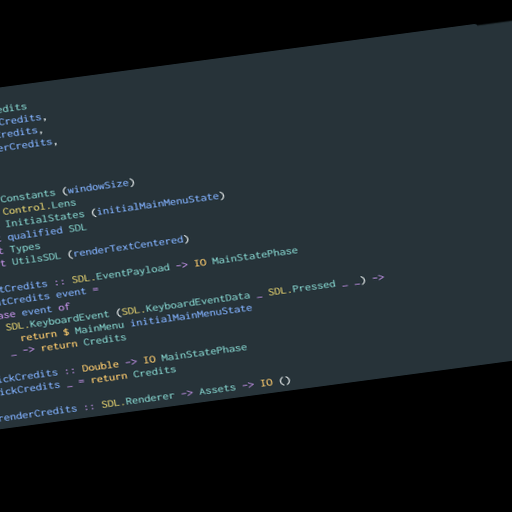 edits
Credits,
Credits,
erCredits,
Constants (windowSize)
Control.Lens
InitialStates (initialMainMenuState)
qualified SDL
t Types
t UtilsSDL (renderTextCentered)
tCredits :: SDL.EventPayload -> IO MainStatePhase
tCredits event =
ase event of
SDL.KeyboardEvent (SDL.KeyboardEventData _ SDL.Pressed _ _) ->
return $ MainMenu initialMainMenuState
_ -> return Credits
ickCredits :: Double -> IO MainStatePhase
ickCredits _ = return Credits
renderCredits :: SDL.Renderer -> Assets -> IO ()